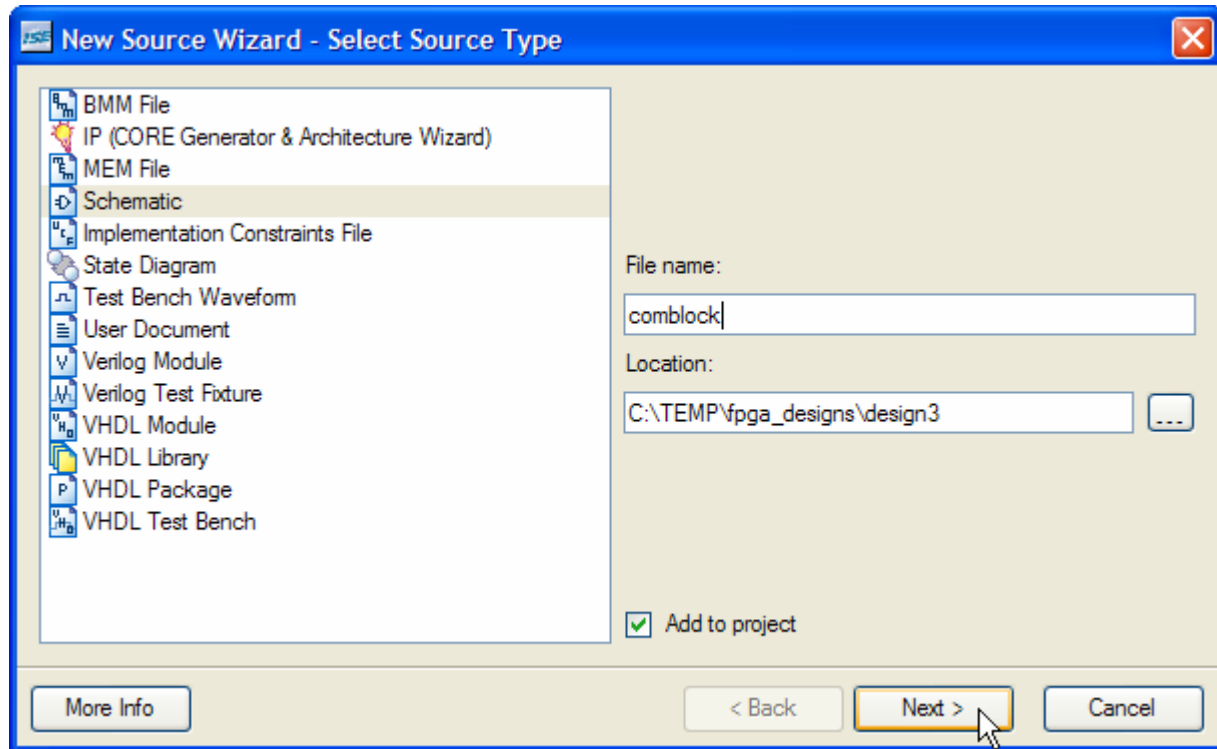 ISE New Source Wizard - Select Source Type
BMM File
IP (CORE Generator & Architecture Wizard)
MEM File
Schematic
Implementation Constraints File
State Diagram
Test Bench Waveform
User Document
Verilog Module
Verilog Test Fixture
VHDL Module
VHDL Library
VHDL Package
VHDL Test Bench
File name:
comblock
Location:
C:\TEMP\fpga_designs\design3
...
Add to project
More Info
< Back
Next >
Cancel